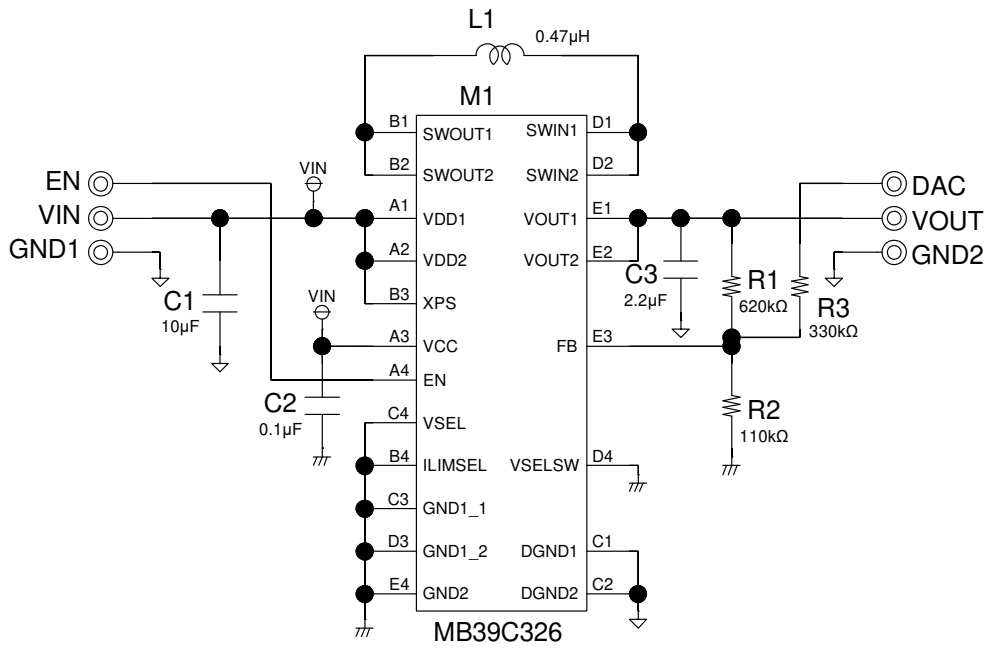 L1
0.47µH
M1
B1
SWOUT1
SWIN1
D1
B2
SWOUT2
SWIN2
D2
EN
VIN
DAC
VIN
A1
VDD1
VOUT1
E1
VOUT
GND1
A2
VDD2
VOUT2
E2
GND2
C3
2.2µF
R1
620kΩ
R3
330kΩ
C1
10µF
B3
XPS
VIN
A3
VCC
FB
E3
A4
EN
C2
0.1µF
C4
VSEL
R2
110kΩ
B4
ILIMSEL
VSELSW
D4
C3
GND1_1
D3
GND1_2
DGND1
C1
E4
GND2
DGND2
C2
MB39C326